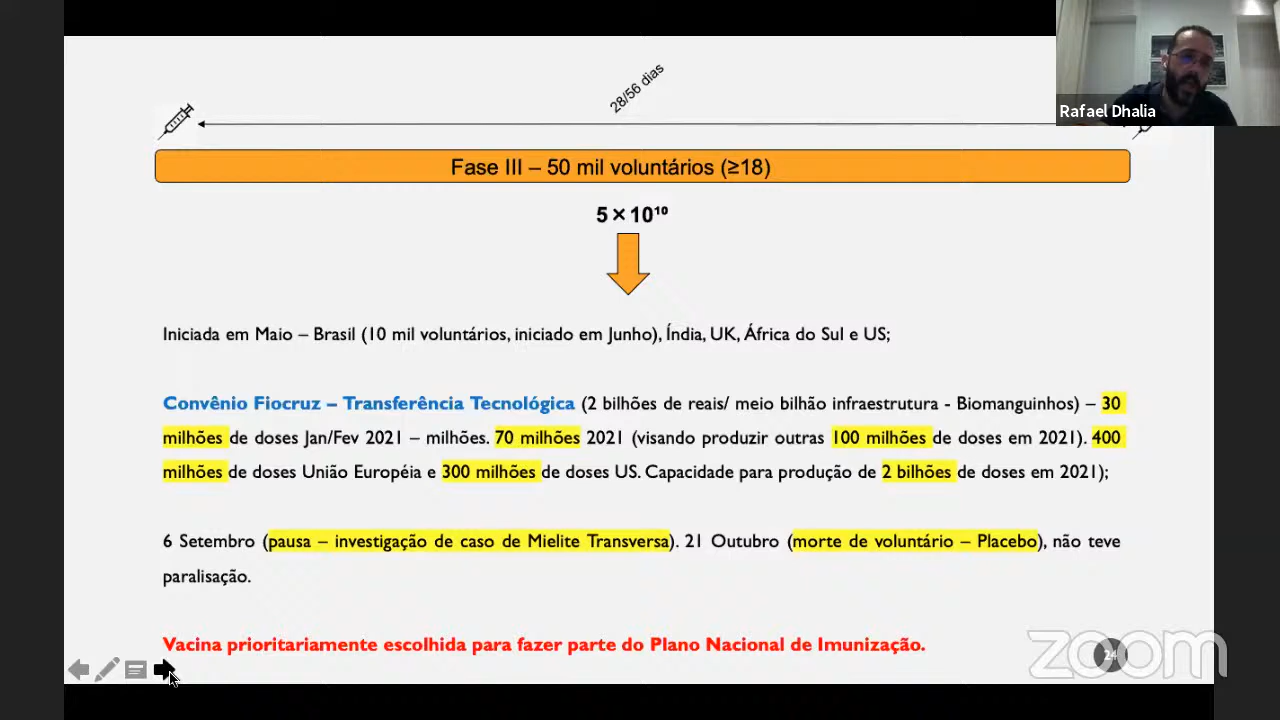 Rafael Dhalia
28/56 dias
Fase III – 50 mil voluntários (≥18)
5 × 10¹⁰
Iniciada em Maio – Brasil (10 mil voluntários, iniciado em Junho), Índia, UK, África do Sul e US;
Convênio Fiocruz – Transferência Tecnológica (2 bilhões de reais/ meio bilhão infraestrutura - Biomanguinhos) – 30
milhões de doses Jan/Fev 2021 – milhões. 70 milhões 2021 (visando produzir outras 100 milhões de doses em 2021). 400
milhões de doses União Européia e 300 milhões de doses US. Capacidade para produção de 2 bilhões de doses em 2021);
6 Setembro (pausa – investigação de caso de Mielite Transversa). 21 Outubro (morte de voluntário – Placebo), não teve
paralisação.
Vacina prioritariamente escolhida para fazer parte do Plano Nacional de Imunização.
zoom
24